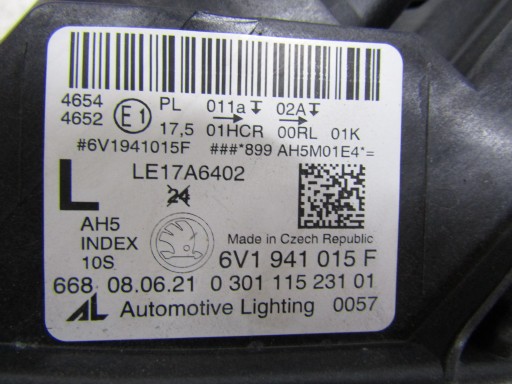 4654 E1 PL 011a 02A
4652 17,5 01HCR 00RL 01K
#6V1941015F ###*899 AH5M01E4*=
L LE17A6402
24
AH5
INDEX Made in Czech Republic
10S 6V1 941 015 F
668 08.06.21 0 301 115 231 01
AL Automotive Lighting 0057